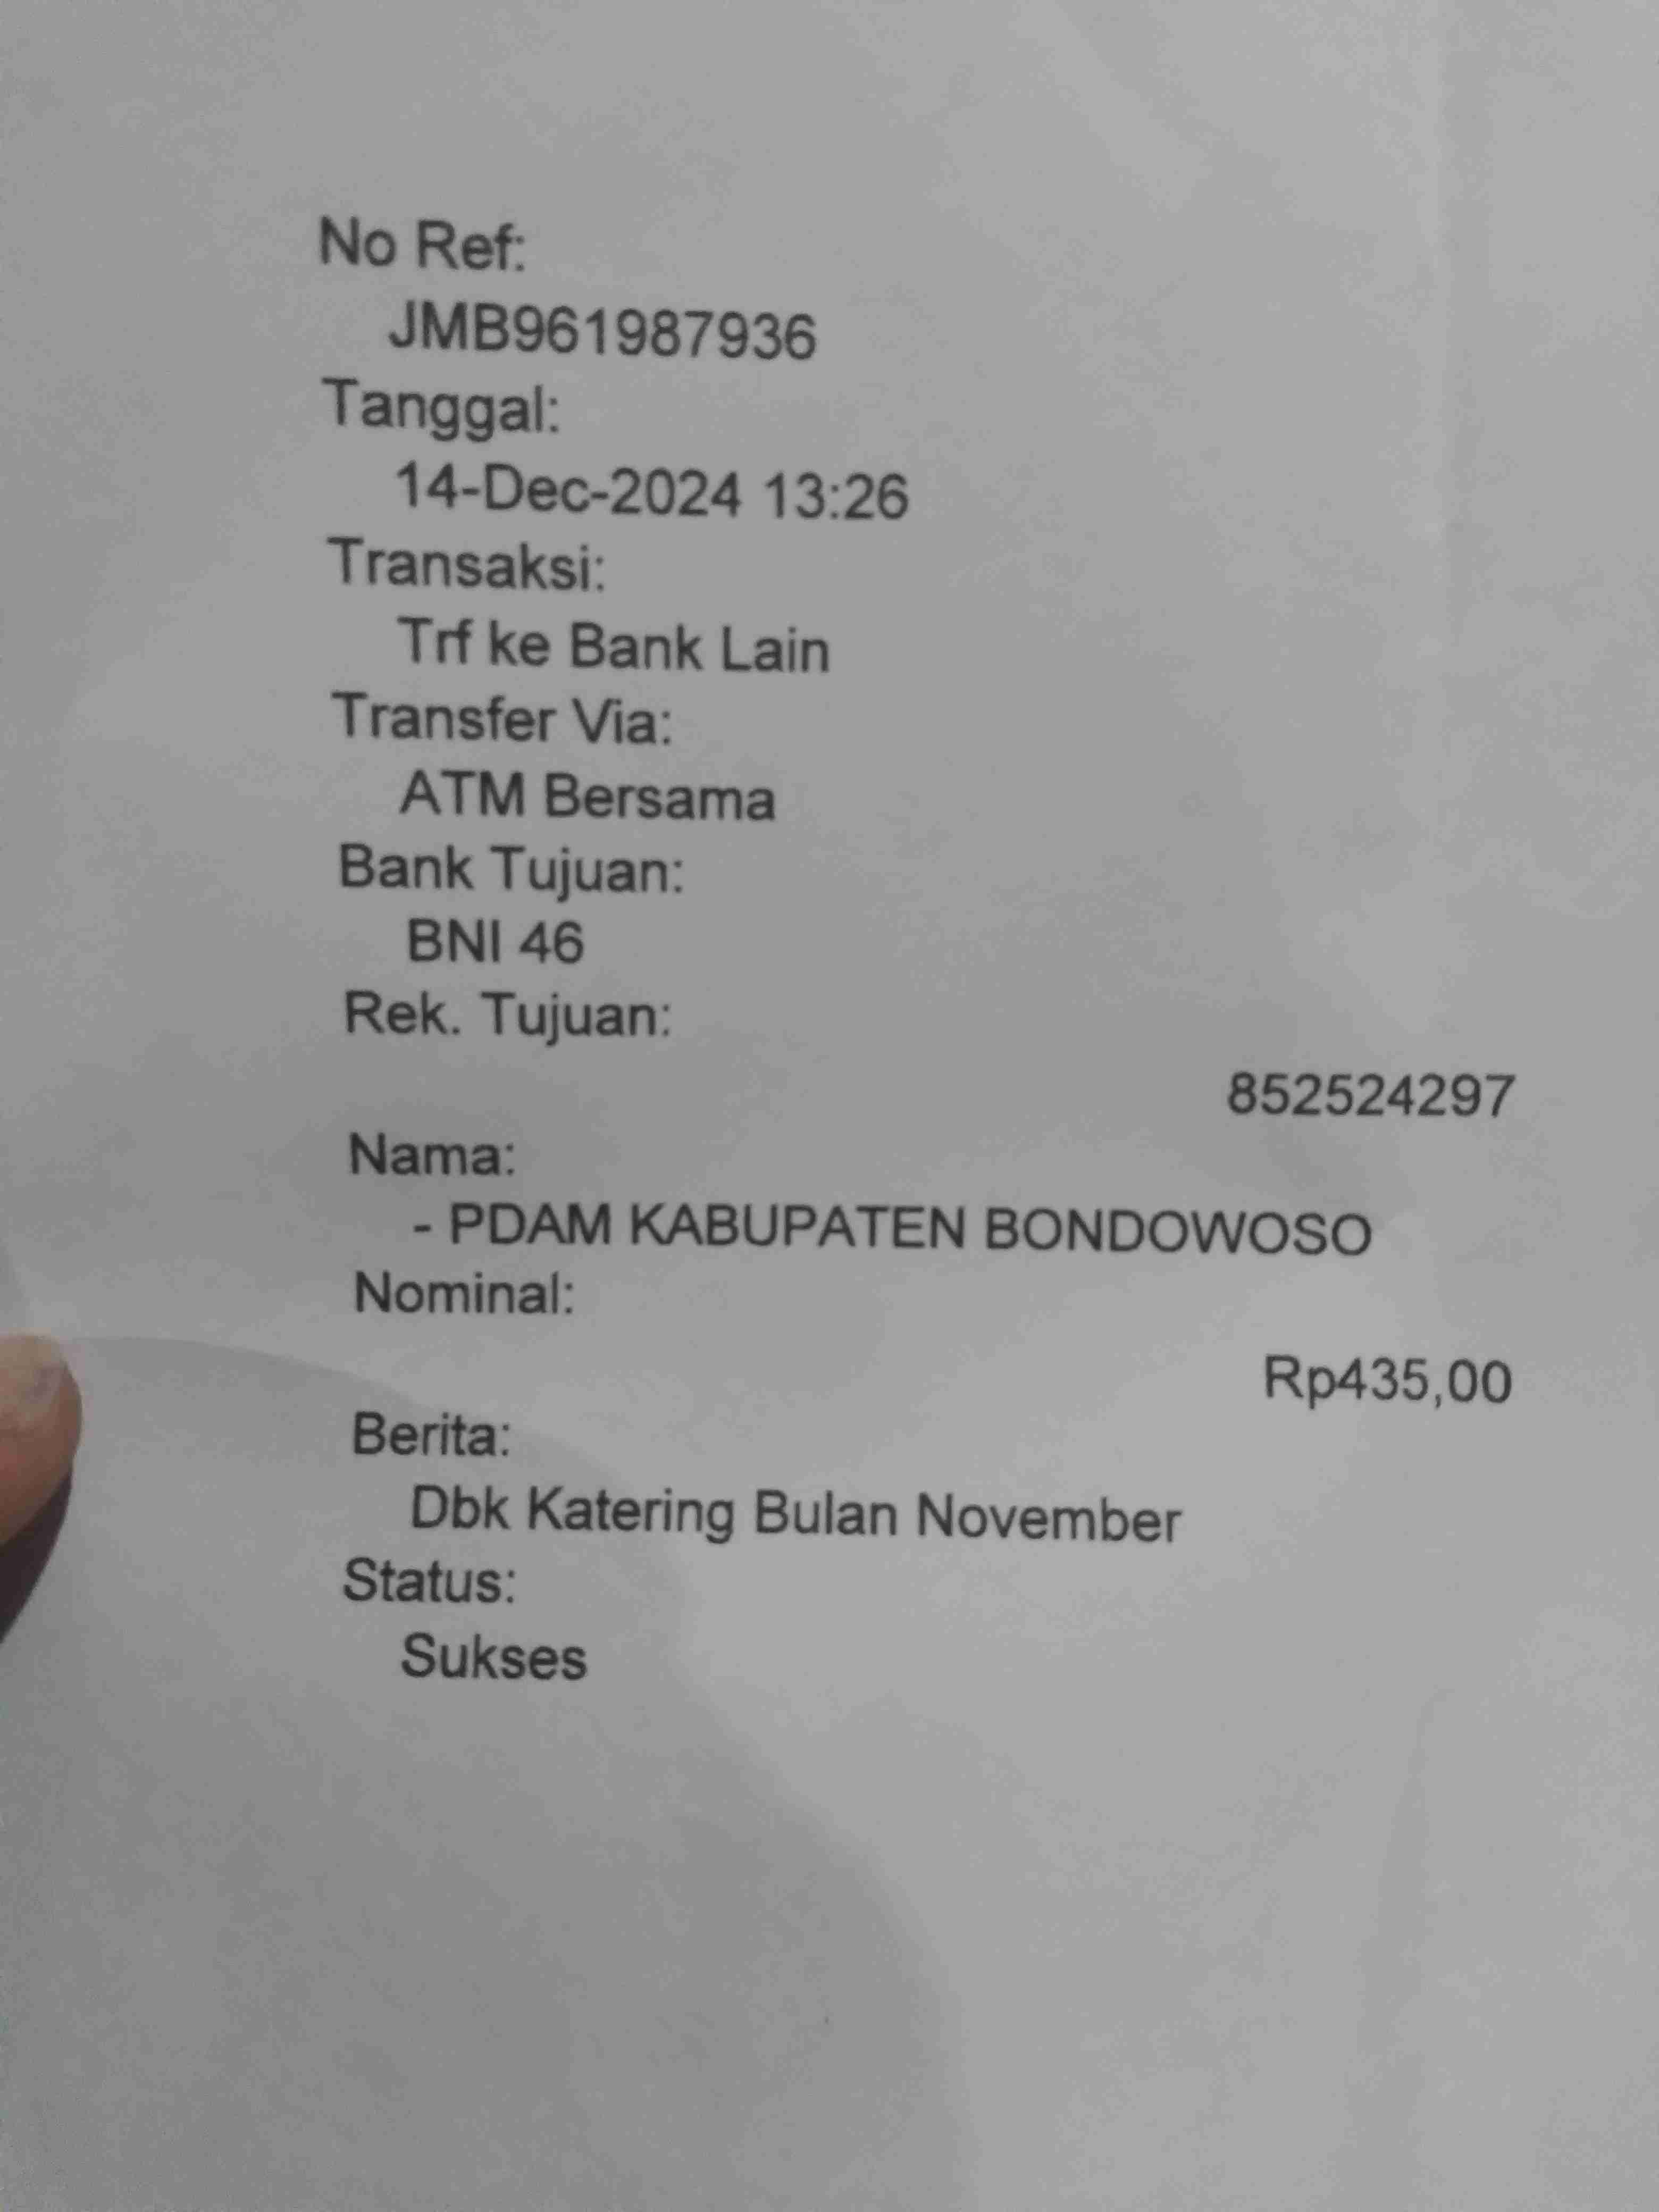 No Ref:
JMB961987936
Tanggal:
14-Dec-2024 13:26
Transaksi:
Trf ke Bank Lain
Transfer Via:
ATM Bersama
Bank Tujuan:
BNI 46
Rek. Tujuan:
852524297
Nama:
- PDAM KABUPATEN BONDOWOSO
Nominal:
Rp435,00
Berita:
Dbk Katering Bulan November
Status:
Sukses